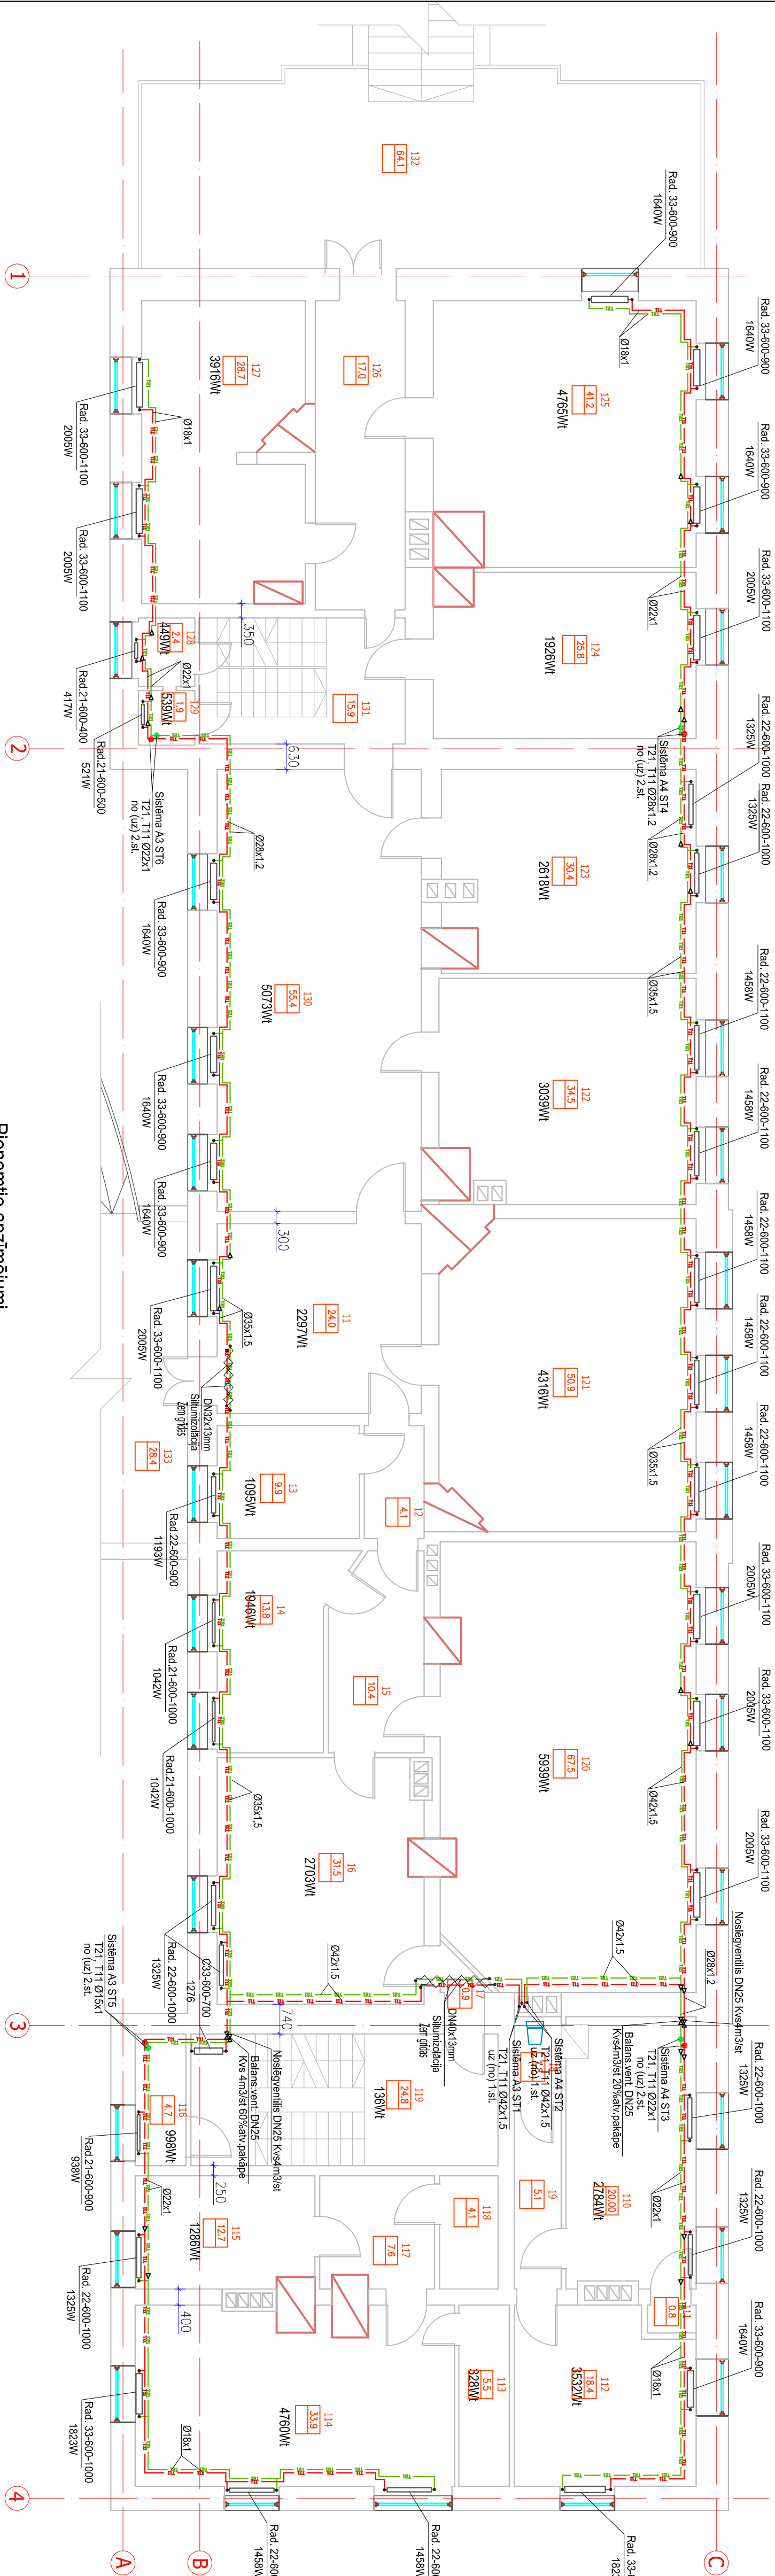 132
64.1
Rad. 33-600-900
1640W
1
Rad. 33-600-900
1640W
Ø18x1
125
41.2
4765Wt
126
17.0
127
28.7
3916Wt
Ø18x1
Rad. 33-600-1100
2005W
Rad. 33-600-900
1640W
Rad. 33-600-1100
2005W
Rad. 33-600-1100
2005W
Ø22x1
124
25.8
1926Wt
350
128
2.4
449Wt
Ø22x1
129
1.9
539Wt
131
15.9
Rad.21-600-400
417W
Rad.21-600-500
521W
630
2
Sistēma A4 ST4
T21, T11 Ø28x1.2
no (uz) 2.st.
Sistēma A3 ST6
T21, T11 Ø22x1
no (uz) 2.st.
Rad. 22-600-1000
1325W
Rad. 22-600-1000
1325W
Ø28x1.2
Ø28x1.2
123
30.4
2618Wt
Rad. 33-600-900
1640W
Ø35x1.5
130
55.4
5073Wt
Rad. 22-600-1100
1458W
122
34.5
3039Wt
Rad. 33-600-900
1640W
Rad. 22-600-1100
1458W
Rad. 33-600-900
1640W
300
Rad. 22-600-1100
1458W
11
24.0
2297Wt
Ø35x1.5
Rad. 33-600-1100
2005W
Pieņemtie apzīmējumi
Rad. 22-600-1100
1458W
121
50.9
4316Wt
Ø35x1.5
DN32x13mm
Siltumizolācija
Zem grīdās
133
28.4
Rad. 22-600-1100
1458W
13
9.9
1095Wt
12
4.1
Rad.22-600-900
1193W
Rad. 33-600-1100
2005W
14
13.8
1946Wt
Rad.21-600-1000
1042W
15
10.4
Rad. 33-600-1100
2005W
120
67.5
5939Wt
Ø42x1.5
Rad.21-600-1000
1042W
Ø35x1.5
16
31.5
2703Wt
Rad. 33-600-1100
2005W
Rad. 22-600-1000
1325W
C33-600-700
1276
Ø42x1.5
Ø42x1.5
Ø28x1.2
Noslēgventilis DN25 Kvs4m3/st
17
0.9
DN40x13mm
Siltumizolācija
Zem grīdās
740
3
Sistēma A3 ST5
T21, T11 Ø15x1
no (uz) 2.st.
Sistēma A3 ST1
T21, T11 Ø42x1.5
uz (no) 1.st.
Sistēma A4 ST2
T21, T11 Ø42x1.5
uz (no) 1.st.
Sistēma A4 ST3
T21, T11 Ø22x1
no (uz) 2.st.
Balans.vent. DN25
Kvs4m3/st 20%atv.pakāpe
Noslēgventilis DN25 Kvs4m3/st
Balans.vent. DN25
Kvs 4m3/st 60%atv.pakāpe
Rad. 22-600-1000
1325W
119
24.8
136Wt
116
4.7
998Wt
Rad.21-600-900
938W
Ø22x1
250
19
5.1
118
4.1
110
20.00
2784Wt
Ø22x1
Rad. 22-600-1000
1325W
115
12.7
1286Wt
117
7.6
Rad. 22-600-1000
1325W
400
0.8
112
18.4
3532Wt
113
5.5
328Wt
Ø18x1
Rad. 33-600-900
1640W
114
33.9
4760Wt
Rad. 33-600-1000
1823W
Ø18x1
4
A
B
C